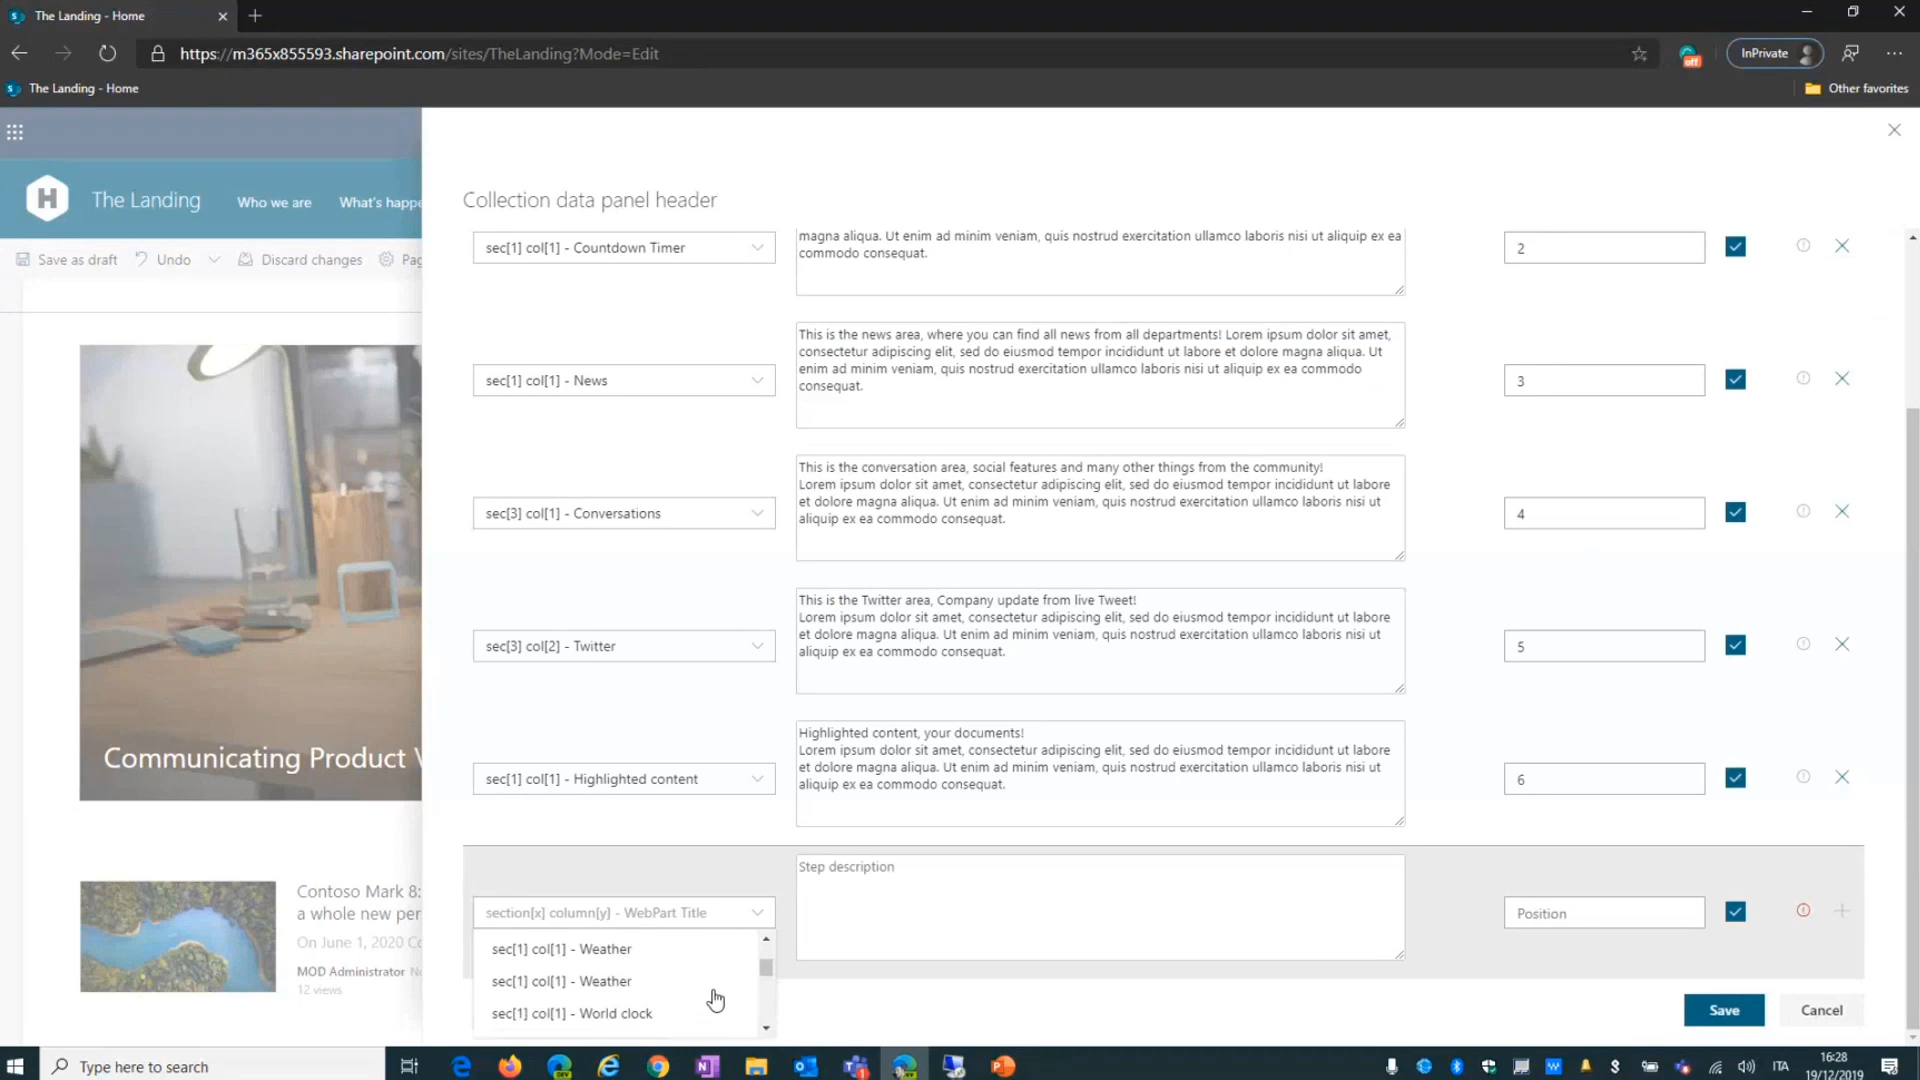 The Landing - Home
https://m365x855593.sharepoint.com/sites/TheLanding?Mode=Edit
off
InPrivate
The Landing - Home
Other favorites
H
The Landing
Who we are
What's happe
Save as draft
Undo
Discard changes
Pag
Communicating Product V
Contoso Mark 8:
a whole new per
On June 1, 2020 Co
MOD Administrator
12 views
Collection data panel header
sec[1] col[1] - Countdown Timer
magna aliqua. Ut enim ad minim veniam, quis nostrud exercitation ullamco laboris nisi ut aliquip ex ea
commodo consequat.
2
sec[1] col[1] - News
This is the news area, where you can find all news from all departments! Lorem ipsum dolor sit amet,
consectetur adipiscing elit, sed do eiusmod tempor incididunt ut labore et dolore magna aliqua. Ut
enim ad minim veniam, quis nostrud exercitation ullamco laboris nisi ut aliquip ex ea commodo
consequat.
3
sec[3] col[1] - Conversations
This is the conversation area, social features and many other things from the community!
Lorem ipsum dolor sit amet, consectetur adipiscing elit, sed do eiusmod tempor incididunt ut labore
et dolore magna aliqua. Ut enim ad minim veniam, quis nostrud exercitation ullamco laboris nisi ut
aliquip ex ea commodo consequat.
4
sec[3] col[2] - Twitter
This is the Twitter area, Company update from live Tweet!
Lorem ipsum dolor sit amet, consectetur adipiscing elit, sed do eiusmod tempor incididunt ut labore
et dolore magna aliqua. Ut enim ad minim veniam, quis nostrud exercitation ullamco laboris nisi ut
aliquip ex ea commodo consequat.
5
sec[1] col[1] - Highlighted content
Highlighted content, your documents!
Lorem ipsum dolor sit amet, consectetur adipiscing elit, sed do eiusmod tempor incididunt ut labore
et dolore magna aliqua. Ut enim ad minim veniam, quis nostrud exercitation ullamco laboris nisi ut
aliquip ex ea commodo consequat.
6
section[x] column[y] - WebPart Title
Step description
Position
sec[1] col[1] - Weather
sec[1] col[1] - Weather
sec[1] col[1] - World clock
Save
Cancel
Type here to search
ITA
16:28
19/12/2019